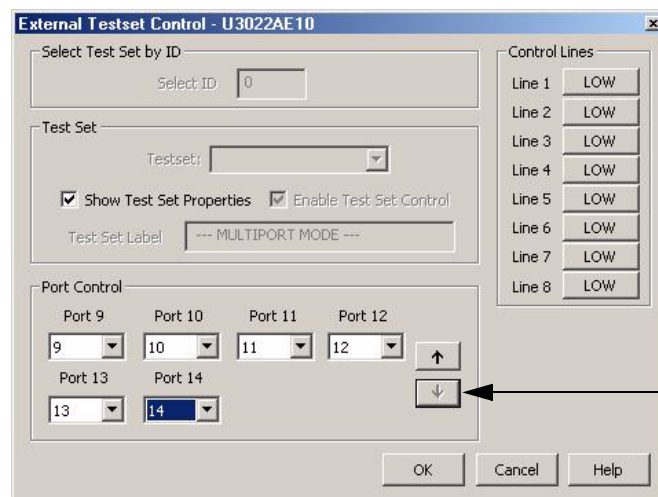 External Testset Control - U3022AE10
Select Test Set by ID
Select ID 0
Test Set
Testset:
Show Test Set Properties Enable Test Set Control
Test Set Label --- MULTIPORT MODE ---
Port Control
Port 9 Port 10 Port 11 Port 12
9 10 11 12
Port 13 Port 14
13 14
Control Lines
Line 1 LOW
Line 2 LOW
Line 3 LOW
Line 4 LOW
Line 5 LOW
Line 6 LOW
Line 7 LOW
Line 8 LOW
OK Cancel Help